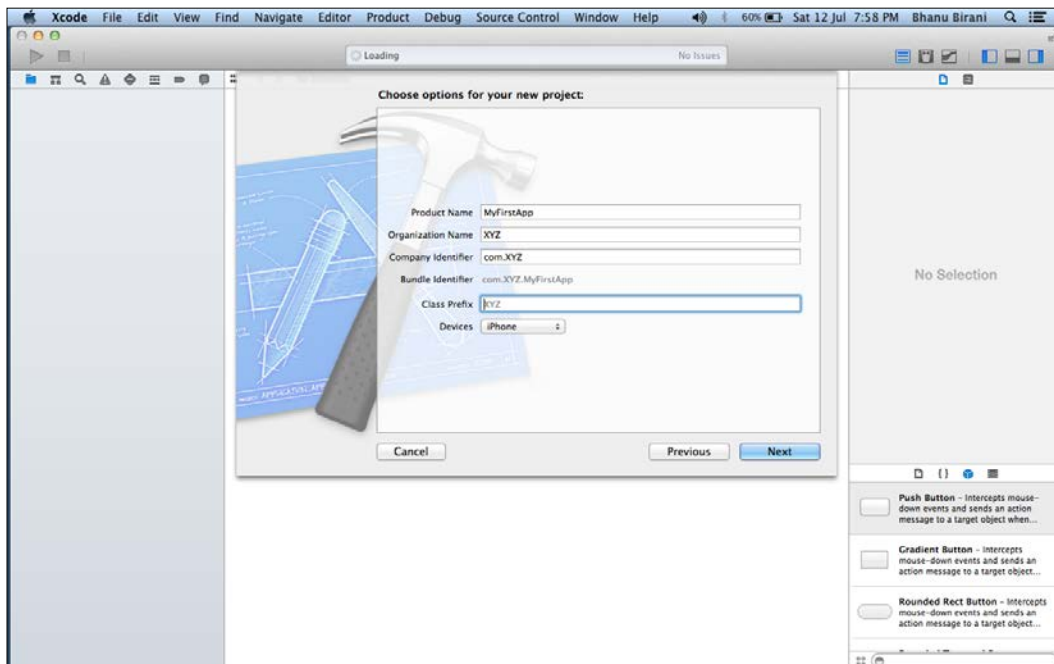 Xcode File Edit View Find Navigate Editor Product Debug Source Control Window Help 60% Sat 12 Jul 7:58 PM Bhanu Birani
Loading No Issues
Choose options for your new project:
Product Name MyFirstApp
Organization Name XYZ
Company Identifier com.XYZ
Bundle Identifier com.XYZ.MyFirstApp
Class Prefix XYZ
Devices iPhone
Cancel Previous Next
No Selection
{}
Push Button - Intercepts mouse-
down events and sends an action
message to a target object when...
Gradient Button - Intercepts
mouse-down events and sends an
action message to a target object...
Rounded Rect Button - Intercepts
mouse-down events and sends an
action message to a target object...